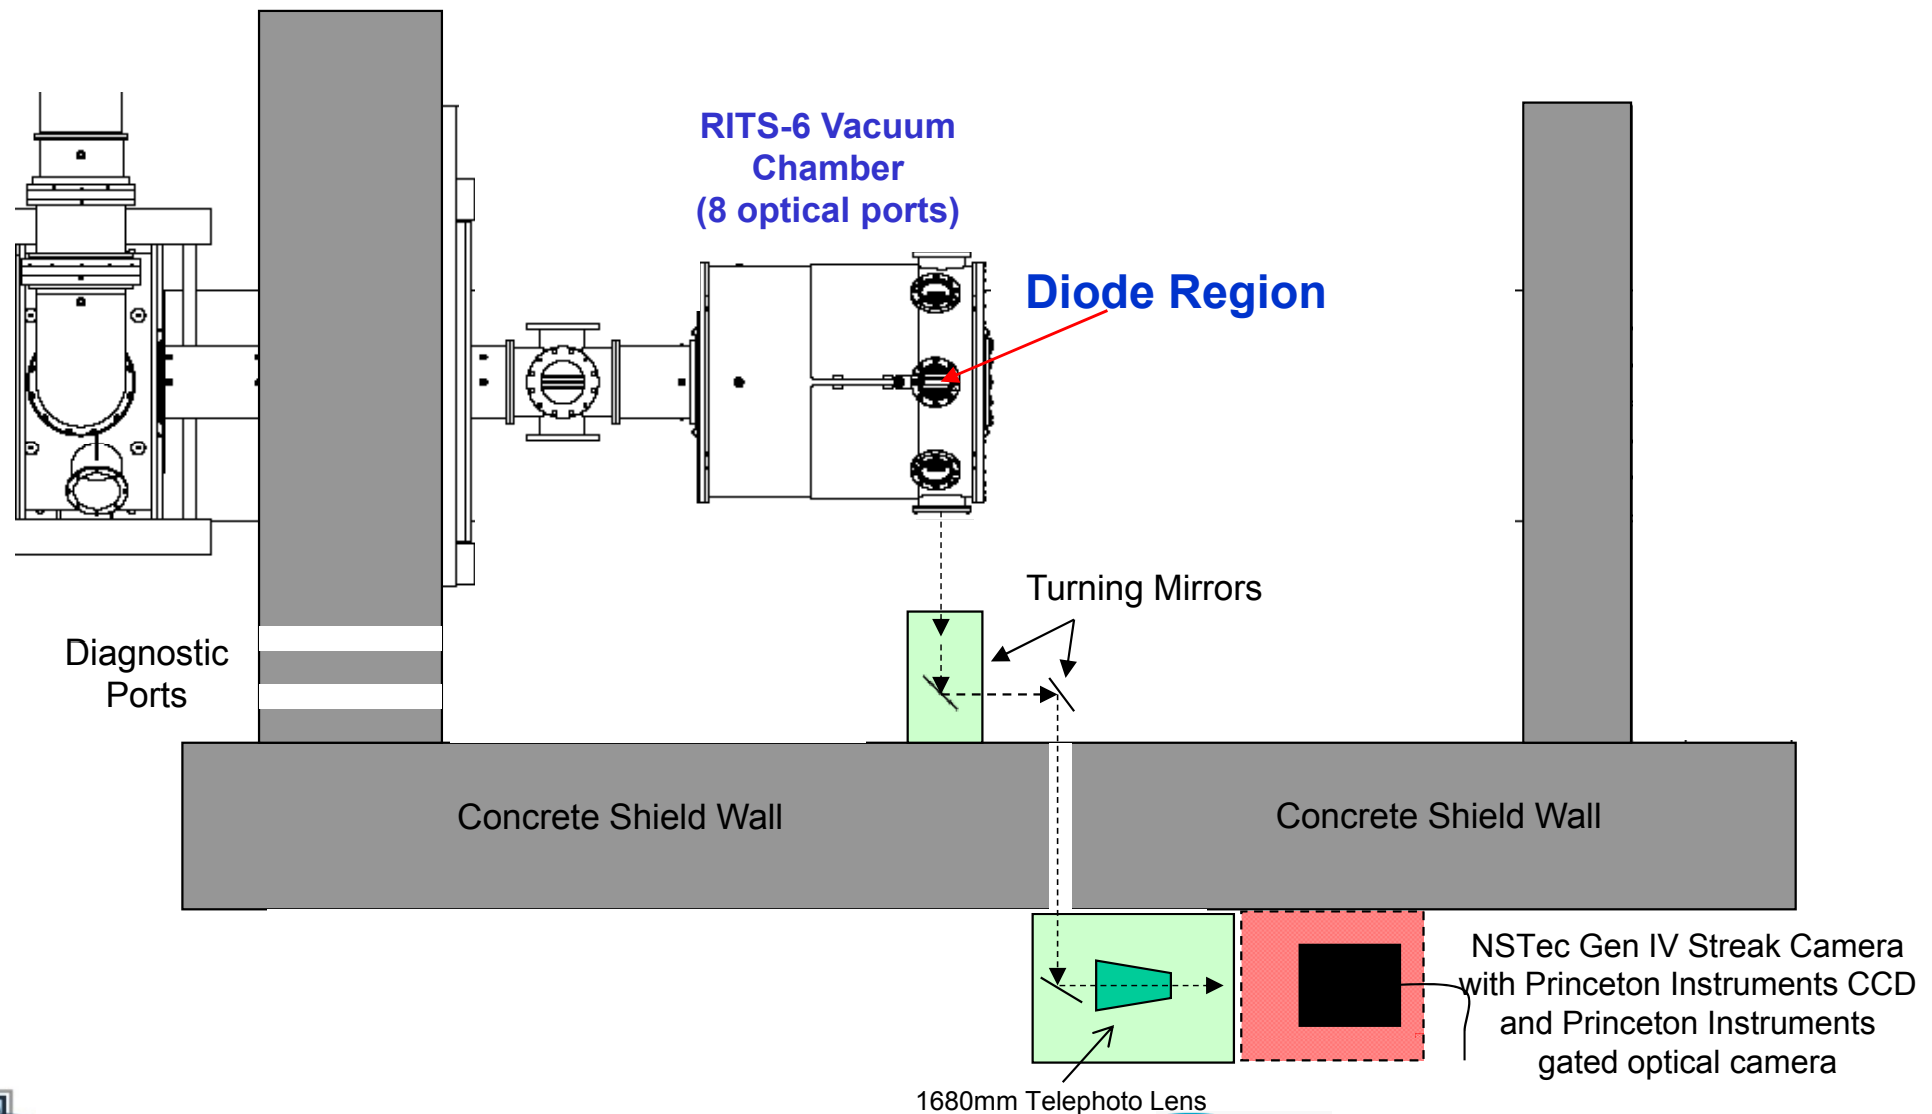 RITS-6 Vacuum
Chamber
(8 optical ports)
Diode Region
Turning Mirrors
Diagnostic
Ports
Concrete Shield Wall
Concrete Shield Wall
NSTec Gen IV Streak Camera
with Princeton Instruments CCD
and Princeton Instruments
gated optical camera
1680mm Telephoto Lens